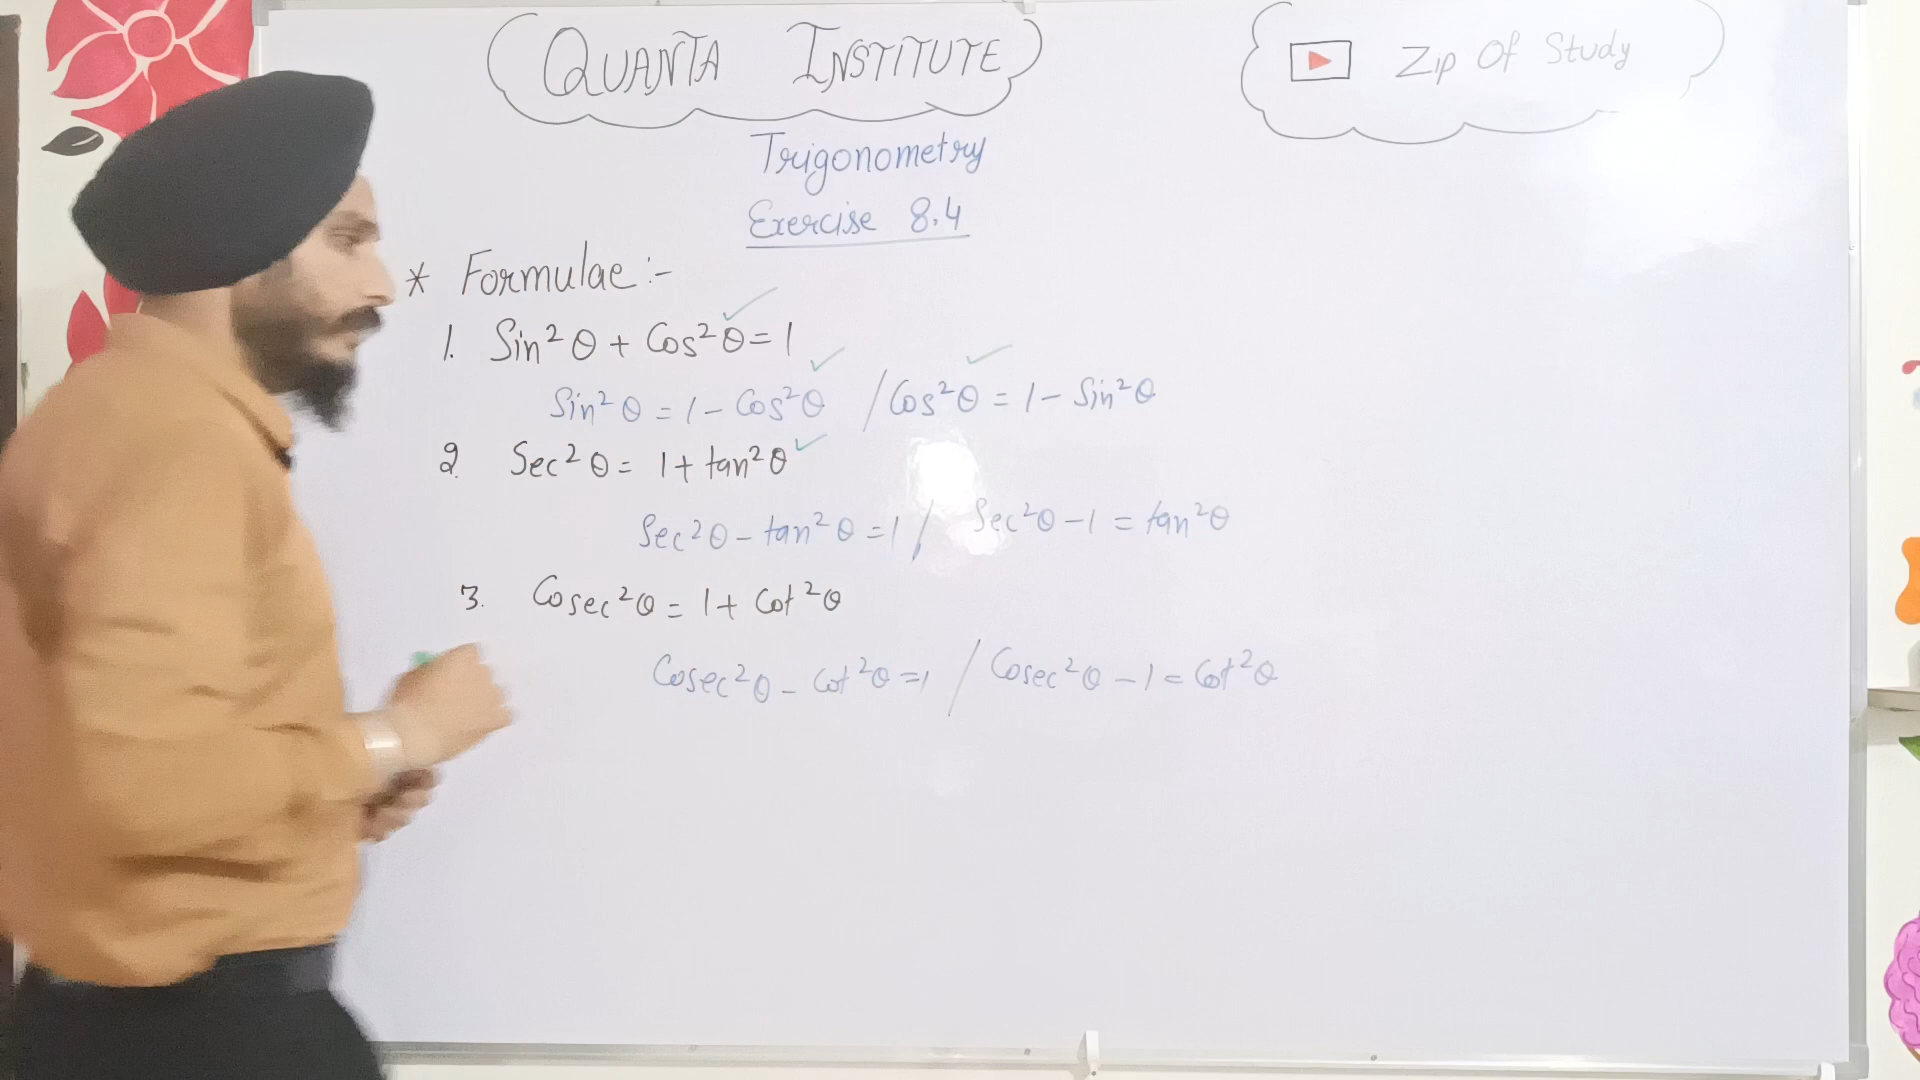 QUANTA INSTITUTE
Zip Of Study
Trigonometry
Exercise 8.4
* Formulae :-
1. Sin²θ + Cos²θ = 1
Sin²θ = 1 - Cos²θ / Cos²θ = 1 - Sin²θ
2. Sec²θ = 1 + tan²θ
Sec²θ - tan²θ = 1 / Sec²θ - 1 = tan²θ
3. Cosec²θ = 1 + Cot²θ
Cosec²θ - Cot²θ = 1 / Cosec²θ - 1 = Cot²θ